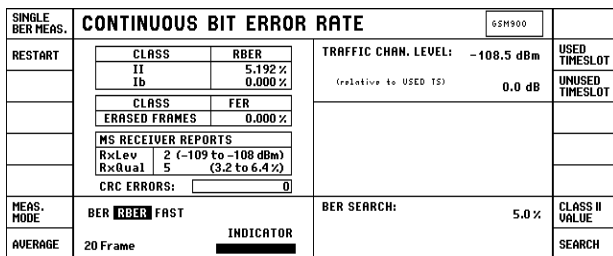 SINGLE
BER MEAS.
CONTINUOUS BIT ERROR RATE
GSM900
RESTART
CLASS RBER
II 5.192 %
Ib 0.000 %
CLASS FER
ERASED FRAMES 0.000 %
MS RECEIVER REPORTS
RxLev 2 (-109 to -108 dBm)
RxQual 5 (3.2 to 6.4 %)
CRC ERRORS: 0
TRAFFIC CHAN. LEVEL: -108.5 dBm
(relative to USED TS) 0.0 dB
USED
TIMESLOT
UNUSED
TIMESLOT
MEAS.
MODE
BER RBER FAST
INDICATOR
AVERAGE
20 Frame
BER SEARCH: 5.0 %
CLASS II
VALUE
SEARCH